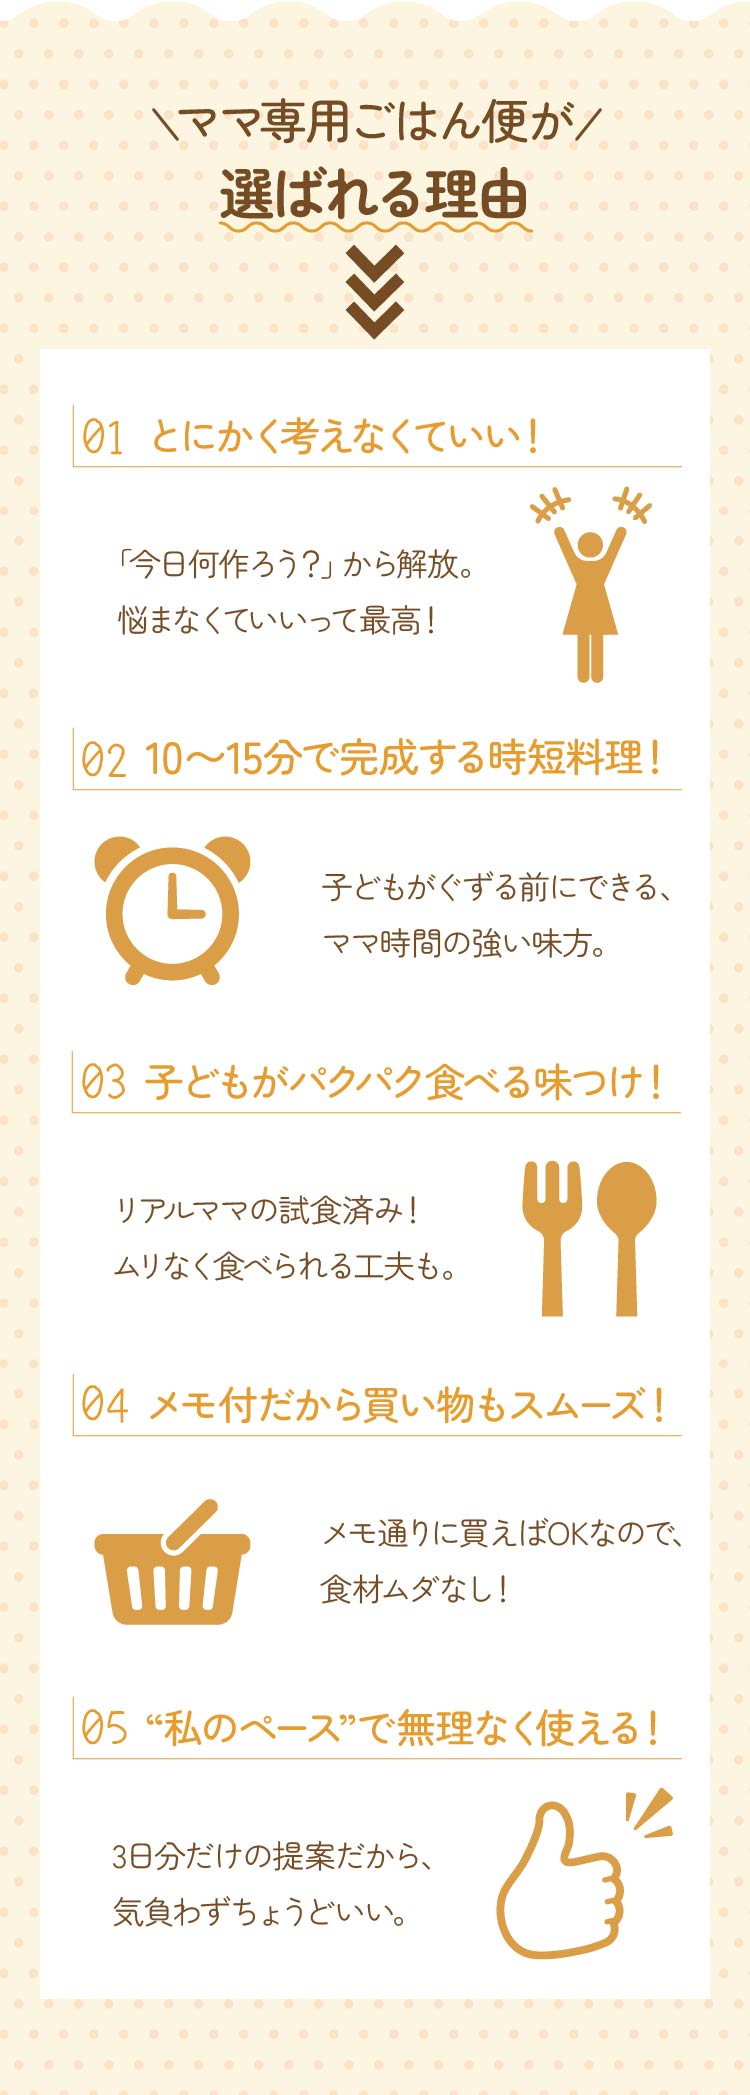 \ママ専用ごはん便が/
選ばれる理由
01 とにかく考えなくていい！
「今日何作ろう？」から解放。
悩まなくていいって最高！
02 10〜15分で完成する時短料理！
子どもがぐずる前にできる、
ママ時間の強い味方。
03 子どもがパクパク食べる味つけ！
リアルママの試食済み！
ムリなく食べられる工夫も。
04 メモ付だから買い物もスムーズ！
メモ通りに買えばOKなので、
食材ムダなし！
05 “私のペース”で無理なく使える！
3日分だけの提案だから、
気負わずちょうどいい。